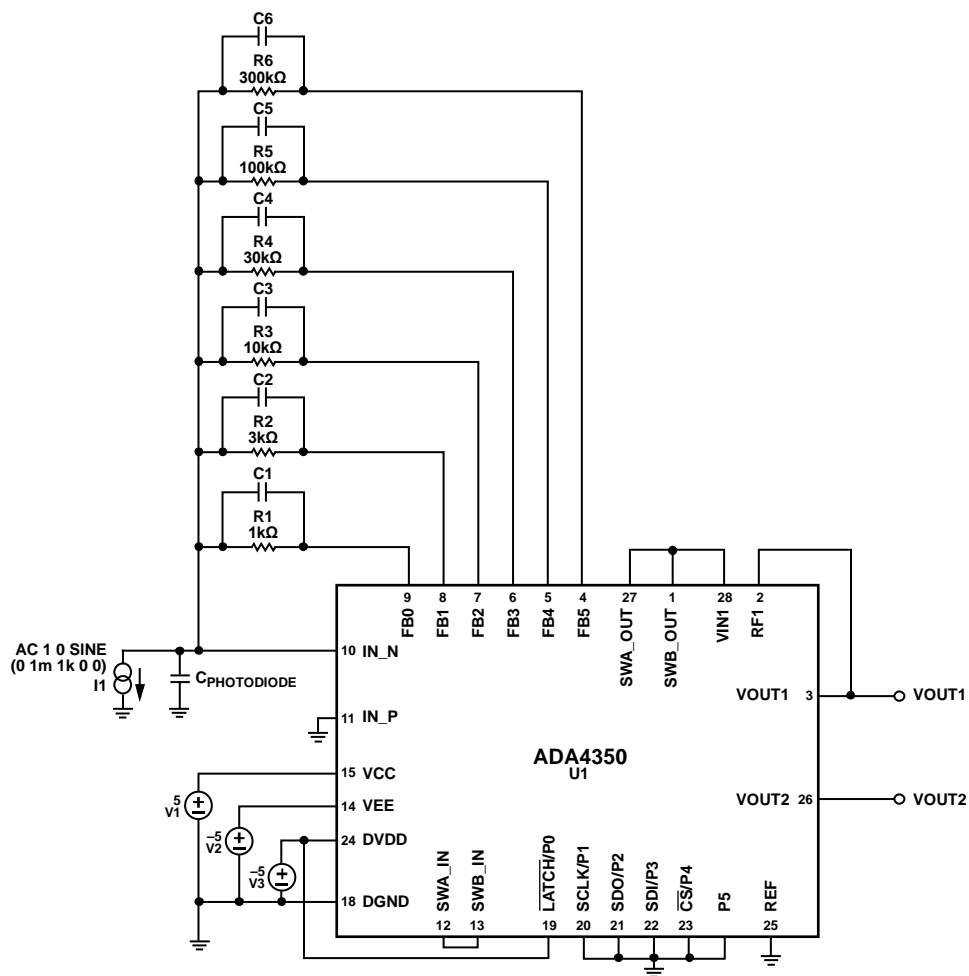 C6
R6
300kΩ
C5
R5
100kΩ
C4
R4
30kΩ
C3
R3
10kΩ
C2
R2
3kΩ
C1
R1
1kΩ
9 8 7 6 5 4 27 1 28 2
FB0 FB1 FB2 FB3 FB4 FB5 SWA_OUT SWB_OUT VIN1 RF1
AC 1 0 SINE
(0 1m 1k 0 0)
I1
CPHOTODIODE
10 IN_N
11 IN_P
15 VCC
14 VEE
24 DVDD
18 DGND
5
V1
–5
V2
–5
V3
ADA4350
U1
VOUT1 3 VOUT1
VOUT2 26 VOUT2
SWA_IN SWB_IN LATCH/P0 SCLK/P1 SDO/P2 SDI/P3 CS/P4 P5 REF
12 13 19 20 21 22 23 25